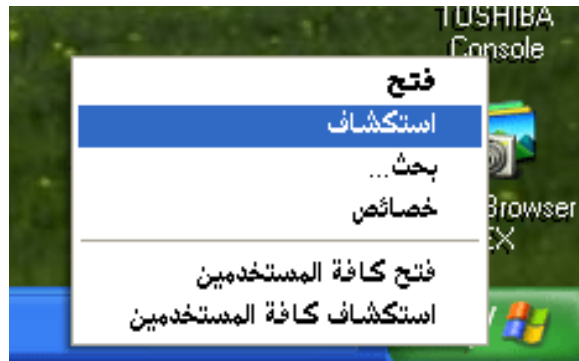 TOSHIBA
Console
فتح
استكشاف
بحث...
خصائص
Browser
EX
فتح كافة المستخدمين
استكشاف كافة المستخدمين